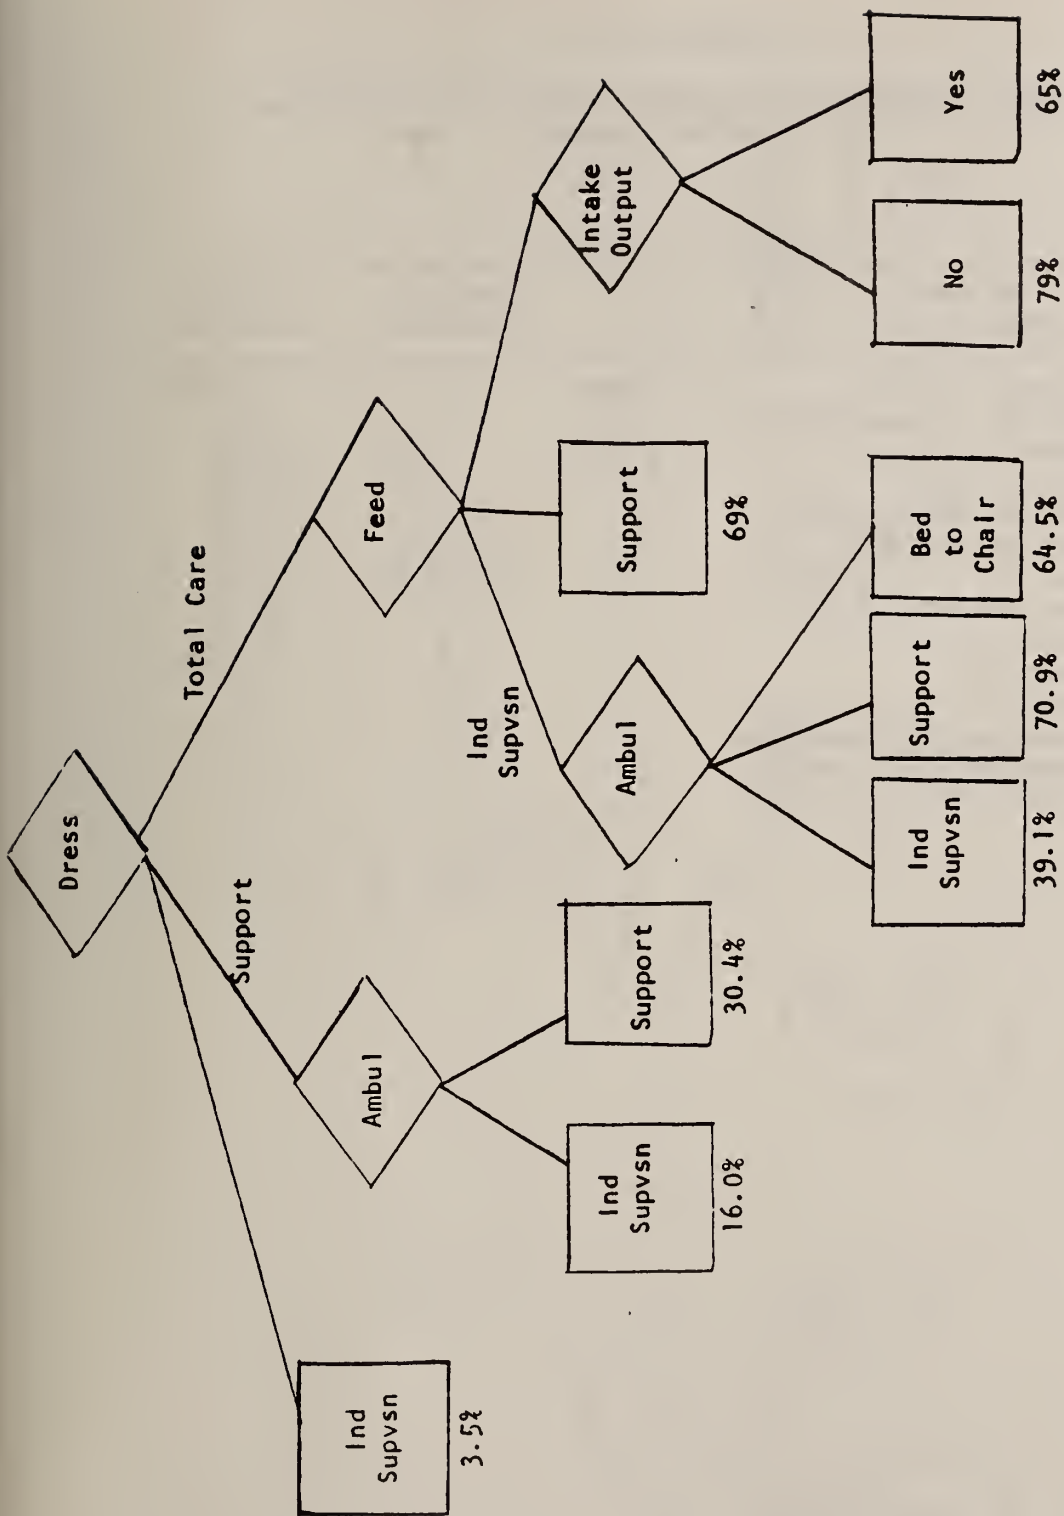 Dress
Total Care
Support
Ind
Supvsn
3.5%
Ambul
Feed
Ind
Supvsn
16.0%
Support
30.4%
Ind
Supvsn
Ambul
Support
69%
Intake
Output
Ind
Supvsn
39.1%
Support
70.9%
Bed
to
Chair
64.5%
No
79%
Yes
65%